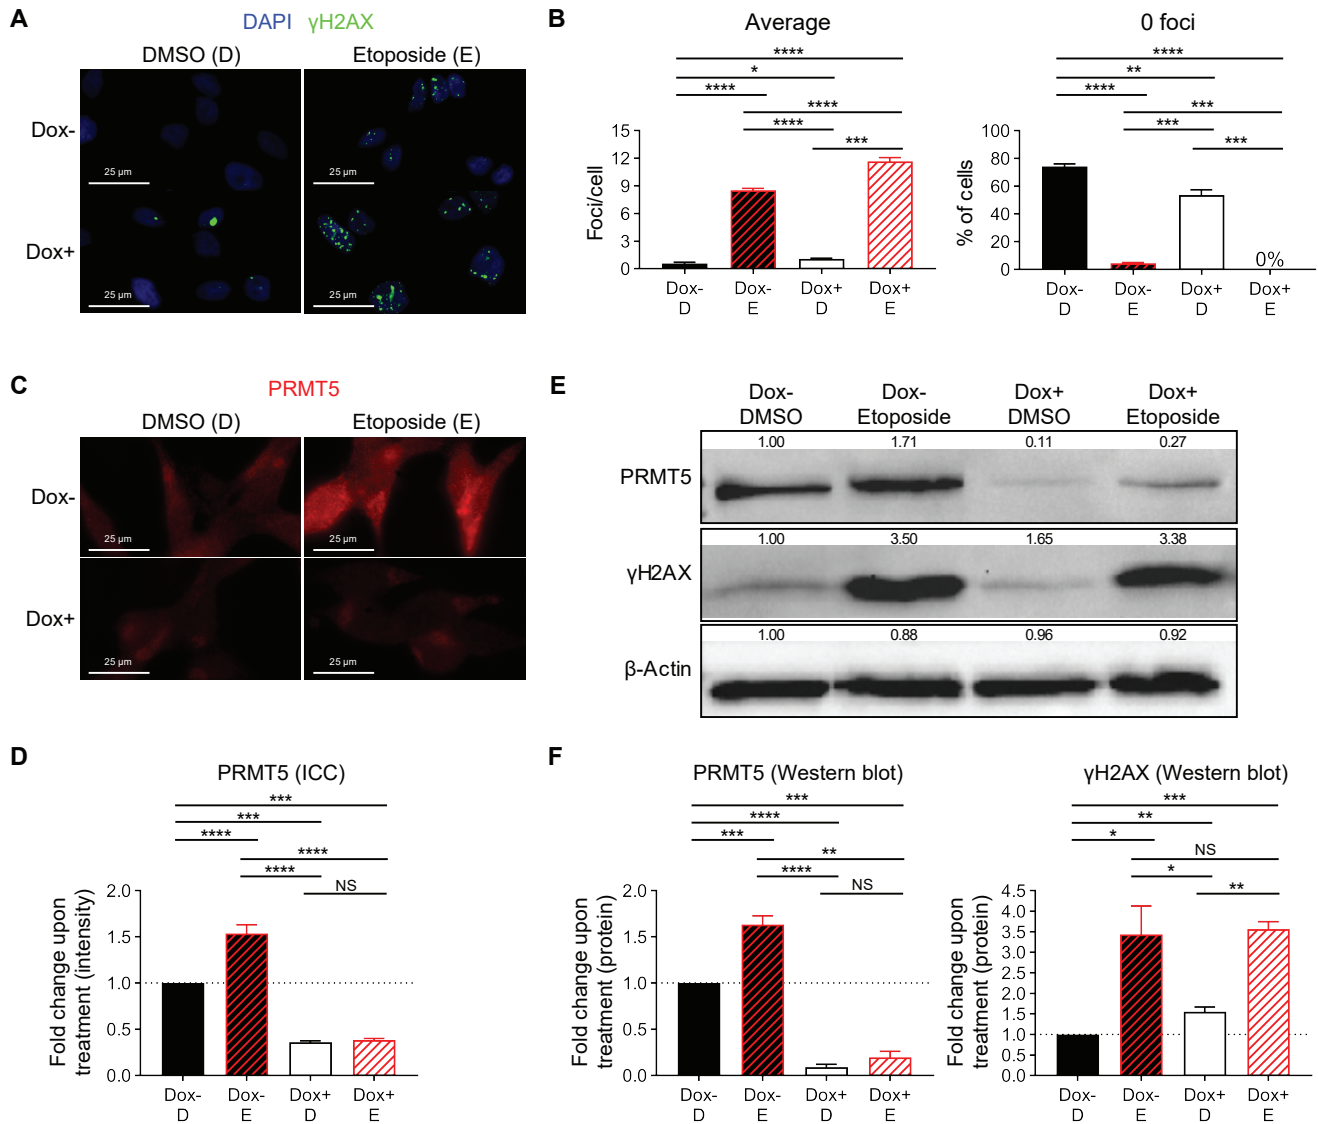 A
DAPI γH2AX
DMSO (D) Etoposide (E)
Dox-
25 µm 25 µm
Dox+
25 µm 25 µm
B
Average
****
*
****
****
****
***
Foci/cell
15
12
9
6
3
0
Dox- Dox- Dox+ Dox+
D E D E
0 foci
****
**
****
***
***
***
% of cells
100
80
60
40
20
0
0%
Dox- Dox- Dox+ Dox+
D E D E
C
PRMT5
DMSO (D) Etoposide (E)
Dox-
25 µm 25 µm
Dox+
25 µm 25 µm
E
Dox- Dox- Dox+ Dox+
DMSO Etoposide DMSO Etoposide
1.00 1.71 0.11 0.27
PRMT5
1.00 3.50 1.65 3.38
γH2AX
1.00 0.88 0.96 0.92
β-Actin
D
PRMT5 (ICC)
***
***
****
****
****
NS
Fold change upon
treatment (intensity)
2.0
1.5
1.0
0.5
0.0
Dox- Dox- Dox+ Dox+
D E D E
F
PRMT5 (Western blot)
***
****
***
**
****
NS
Fold change upon
treatment (protein)
2.0
1.5
1.0
0.5
0.0
Dox- Dox- Dox+ Dox+
D E D E
γH2AX (Western blot)
***
**
*
NS
*
**
Fold change upon
treatment (protein)
4.5
4.0
3.5
3.0
2.5
2.0
1.5
1.0
0.5
0.0
Dox- Dox- Dox+ Dox+
D E D E